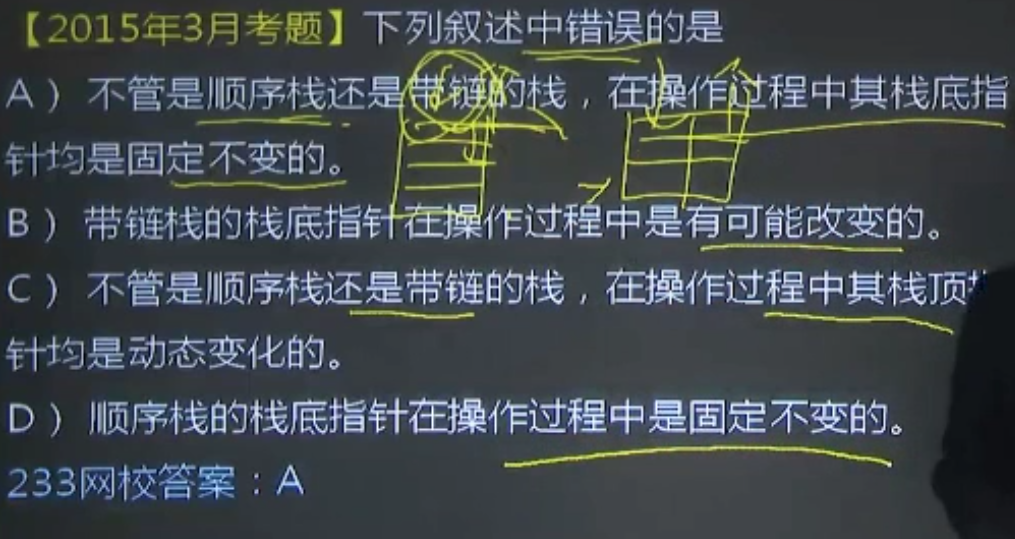 【2015年3月考题】下列叙述中错误的是
A）不管是顺序栈还是带链的栈，在操作过程中其栈底指
针均是固定不变的。
B）带链栈的栈底指针在操作过程中是有可能改变的。
C）不管是顺序栈还是带链的栈，在操作过程中其栈顶指
针均是动态变化的。
D）顺序栈的栈底指针在操作过程中是固定不变的。
233网校答案：A